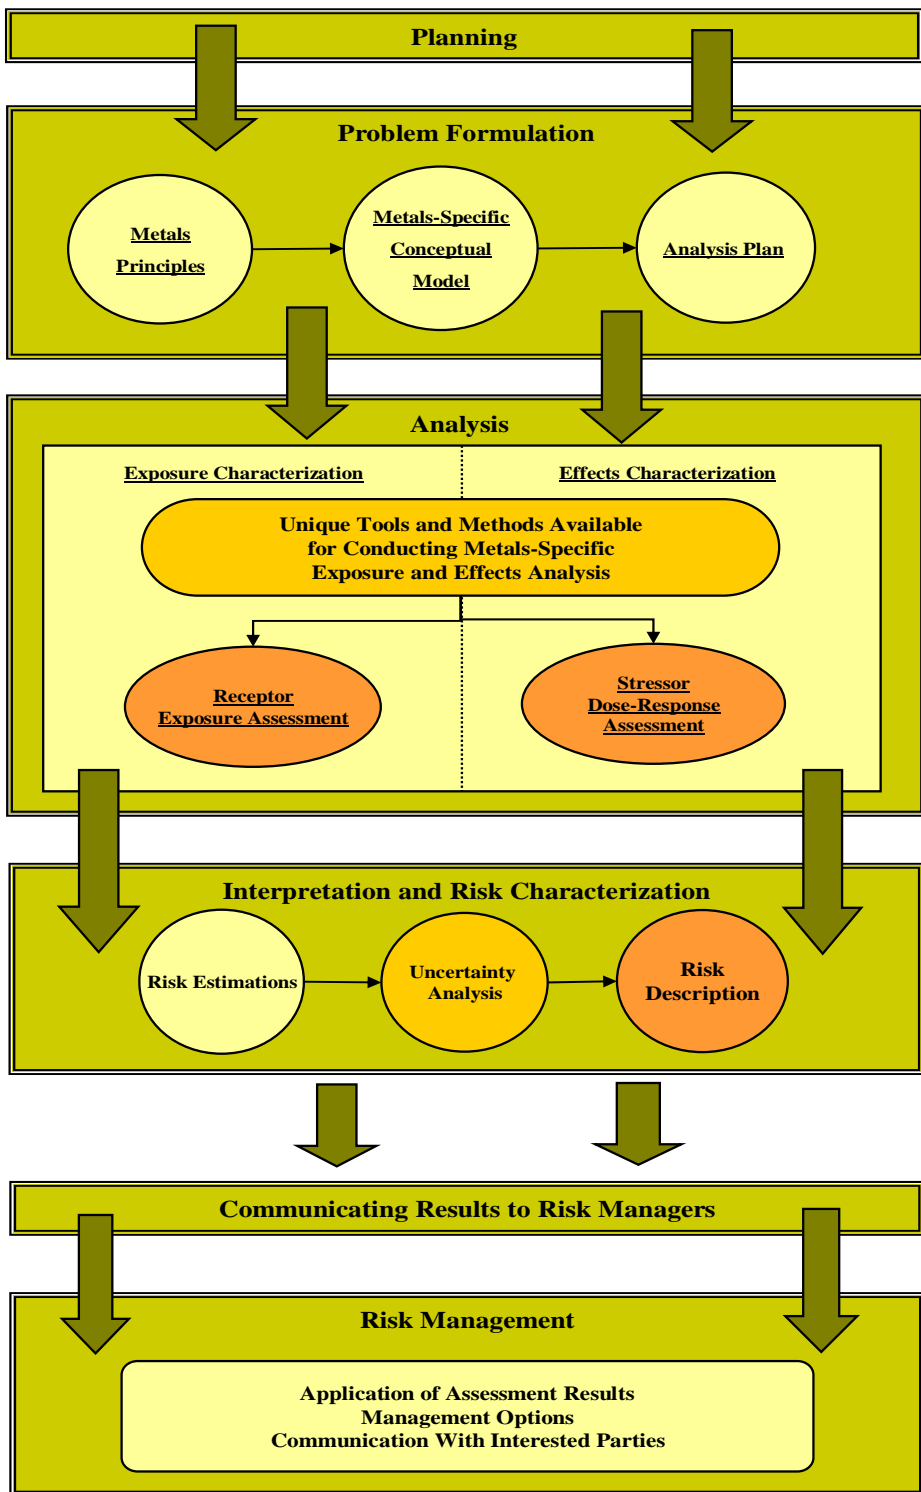 Planning
Problem Formulation
Metals
Principles
Metals-Specific
Conceptual
Model
Analysis Plan
Analysis
Exposure Characterization
Effects Characterization
Unique Tools and Methods Available
for Conducting Metals-Specific
Exposure and Effects Analysis
Receptor
Exposure Assessment
Stressor
Dose-Response
Assessment
Interpretation and Risk Characterization
Risk Estimations
Uncertainty
Analysis
Risk
Description
Communicating Results to Risk Managers
Risk Management
Application of Assessment Results
Management Options
Communication With Interested Parties